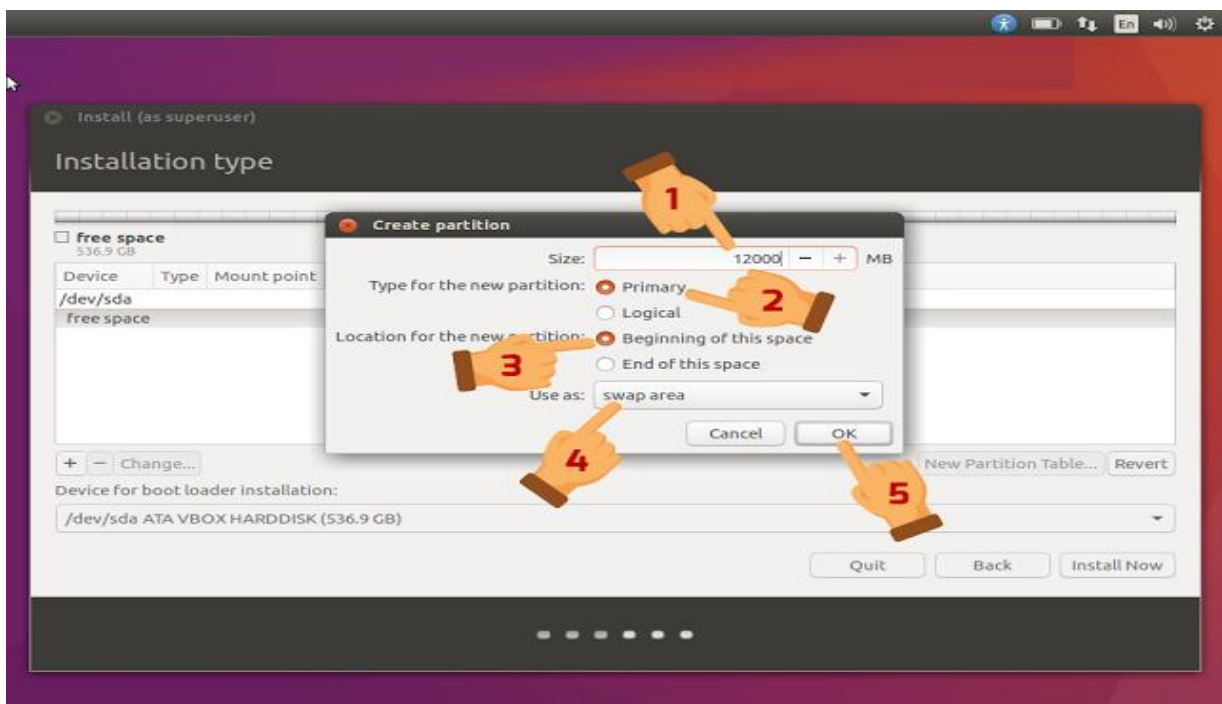 En
Install (as superuser)
Installation type
1
Create partition
free space
536.9 GB
Size: 12000 - + MB
Device Type Mount point
Type for the new partition: Primary
2
/dev/sda
Logical
free space
Location for the new partition: Beginning of this space
3
End of this space
Use as: swap area
Cancel OK
4
+ - Change... New Partition Table... Revert
5
Device for boot loader installation:
/dev/sda ATA VBOX HARDDISK (536.9 GB)
Quit Back Install Now